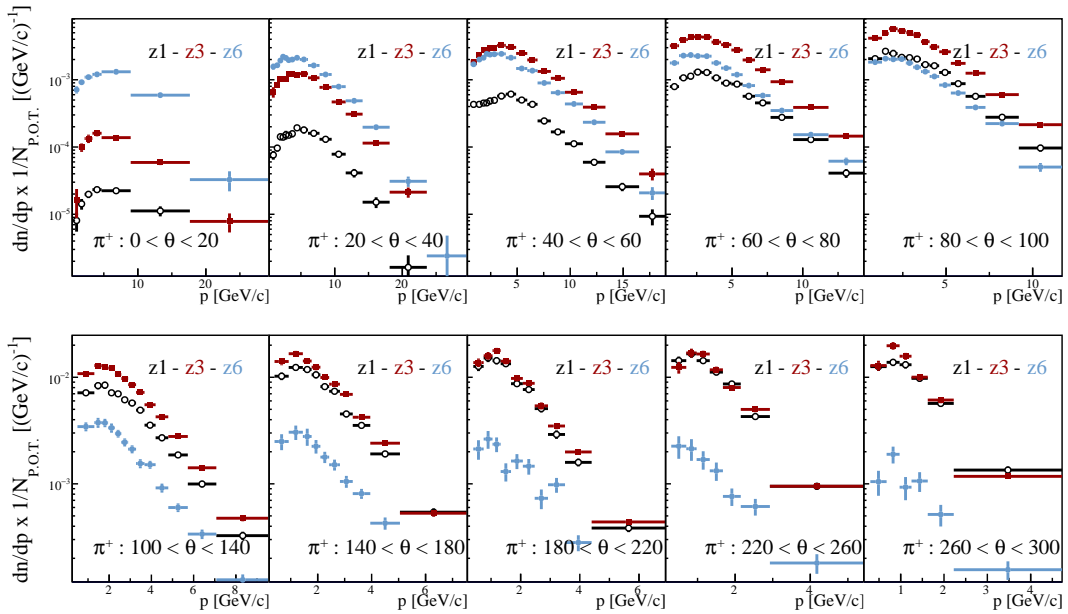 dn/dp x 1/N_P.O.T. [(GeV/c)⁻¹]
10⁻³
10⁻⁴
10⁻⁵
z1 - z3 - z6
π⁺ : 0 < θ < 20
10 20
p [GeV/c]
z1 - z3 - z6
π⁺ : 20 < θ < 40
10 20
p [GeV/c]
z1 - z3 - z6
π⁺ : 40 < θ < 60
5 10 15
p [GeV/c]
z1 - z3 - z6
π⁺ : 60 < θ < 80
5 10
p [GeV/c]
z1 - z3 - z6
π⁺ : 80 < θ < 100
5 10
p [GeV/c]
dn/dp x 1/N_P.O.T. [(GeV/c)⁻¹]
10⁻²
10⁻³
z1 - z3 - z6
π⁺ : 100 < θ < 140
2 4 6 8
p [GeV/c]
z1 - z3 - z6
π⁺ : 140 < θ < 180
2 4 6
p [GeV/c]
z1 - z3 - z6
π⁺ : 180 < θ < 220
2 4 6
p [GeV/c]
z1 - z3 - z6
π⁺ : 220 < θ < 260
2 4
p [GeV/c]
z1 - z3 - z6
π⁺ : 260 < θ < 300
1 2 3 4
p [GeV/c]